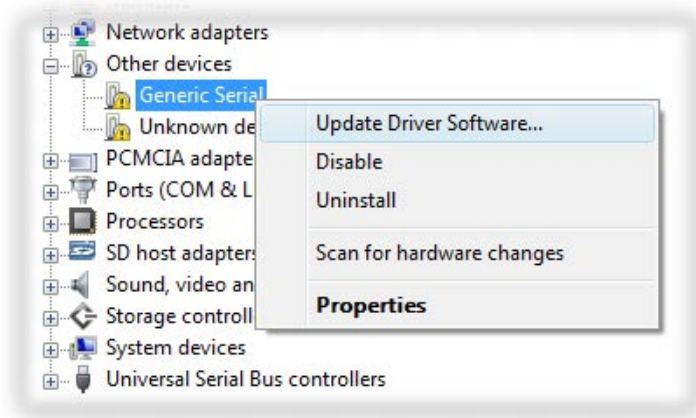 Network adapters
Other devices
Generic Serial
Unknown de
Update Driver Software...
PCMCIA adapte
Disable
Ports (COM & L
Uninstall
Processors
SD host adapters
Scan for hardware changes
Sound, video an
Storage controll
Properties
System devices
Universal Serial Bus controllers